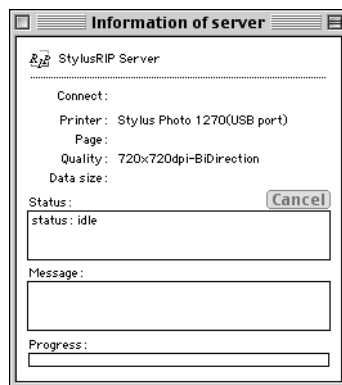 Information of server
RIP StylusRIP Server
Connect:
Printer: Stylus Photo 1270(USB port)
Page:
Quality: 720x720dpi-BiDirection
Data size:
Status:
Cancel
status: idle
Message:
Progress: